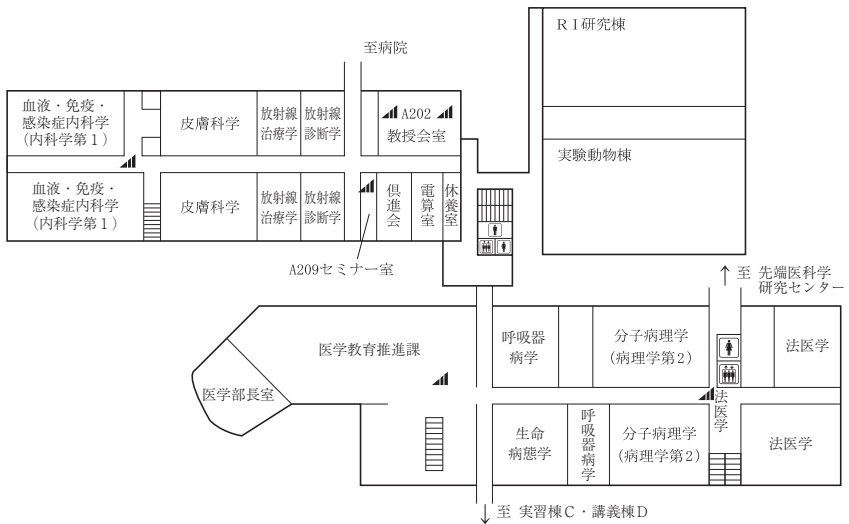 ＲＩ研究棟
至病院
血液・免疫・
感染症内科学
(内科学第１)
皮膚科学
放射線
治療学
放射線
診断学
A202
教授会室
実験動物棟
血液・免疫・
感染症内科学
(内科学第１)
皮膚科学
放射線
治療学
放射線
診断学
倶進会
電算室
休養室
A209セミナー室
至 先端医科学
研究センター
医学教育推進課
呼吸器
病学
分子病理学
(病理学第２)
法医学
医学部長室
法医学
生命
病態学
呼吸器病学
分子病理学
(病理学第２)
法医学
至 実習棟Ｃ・講義棟Ｄ